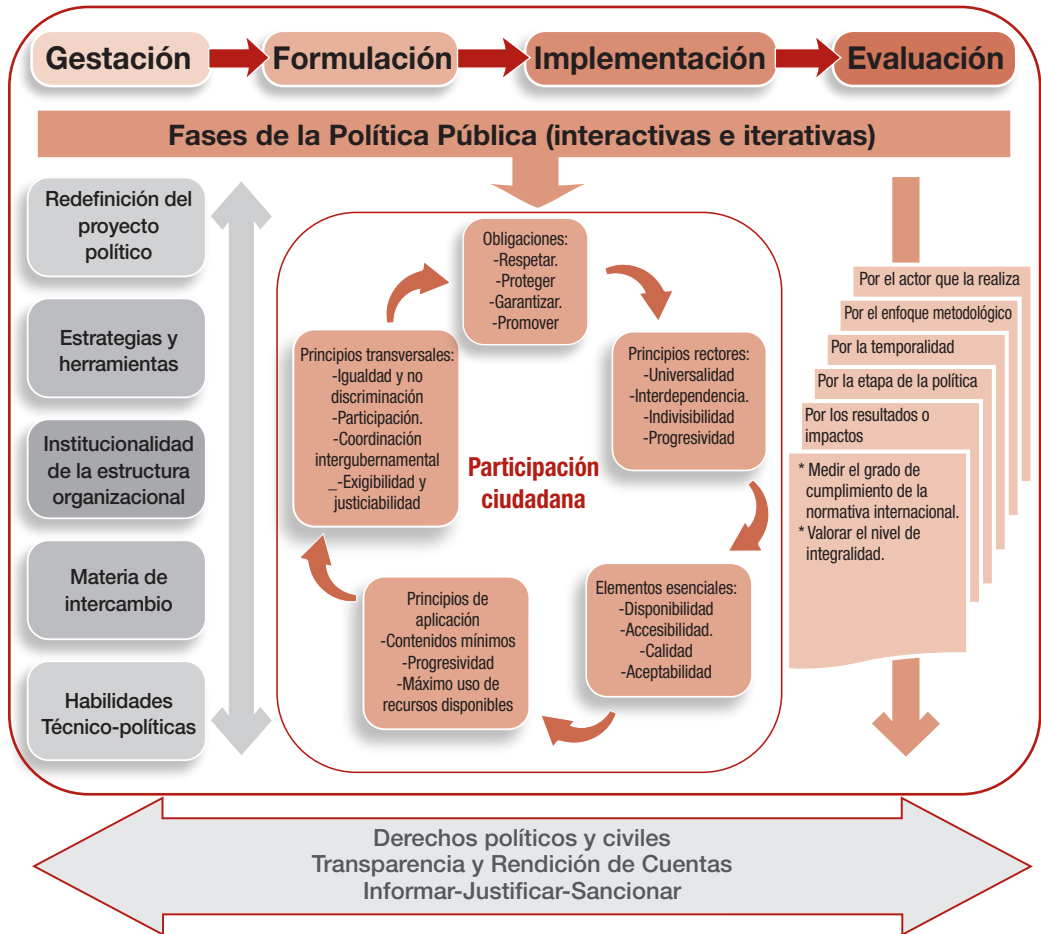 Gestación
Formulación
Implementación
Evaluación
Fases de la Política Pública (interactivas e iterativas)
Redefinición del
proyecto
político
Estrategias y
herramientas
Institucionalidad
de la estructura
organizacional
Materia de
intercambio
Habilidades
Técnico-políticas
Obligaciones:
-Respetar.
-Proteger
-Garantizar.
-Promover
Principios rectores:
-Universalidad
-Interdependencia.
-Indivisibilidad
-Progresividad
Elementos esenciales:
-Disponibilidad
-Accesibilidad.
-Calidad
-Aceptabilidad
Principios de
aplicación
-Contenidos mínimos
-Progresividad
-Máximo uso de
recursos disponibles
Principios transversales:
-Igualdad y no
discriminación
-Participación.
-Coordinación
intergubernamental
_-Exigibilidad y
justiciabilidad
Participación
ciudadana
Por el actor que la realiza
Por el enfoque metodológico
Por la temporalidad
Por la etapa de la política
Por los resultados o
impactos
* Medir el grado de
cumplimiento de la
normativa internacional.
* Valorar el nivel de
integralidad.
Derechos políticos y civiles
Transparencia y Rendición de Cuentas
Informar-Justificar-Sancionar